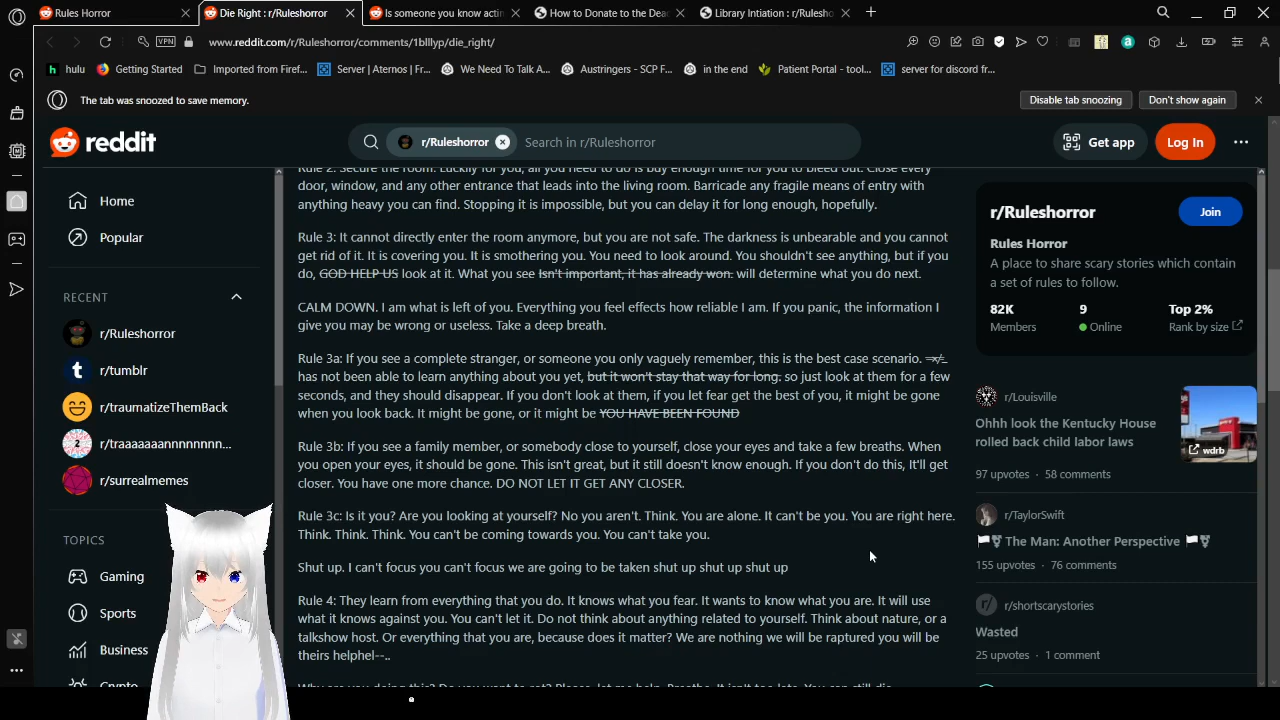 Rules Horror
Die Right : r/Ruleshorror
Is someone you know actin
How to Donate to the Dea
Library Intiation : r/Rulesho
VPN
www.reddit.com/r/Ruleshorror/comments/1blllyp/die_right/
hulu
Getting Started
Imported from Firef...
Server | Aternos | Fr...
We Need To Talk A...
Austringers - SCP F...
in the end
Patient Portal - tool...
server for discord fr...
The tab was snoozed to save memory.
Disable tab snoozing
Don't show again
reddit
r/Ruleshorror
Search in r/Ruleshorror
Get app
Log In
Home
Popular
RECENT
r/Ruleshorror
r/tumblr
r/traumatizeThemBack
r/traaaaaaannnnnnnn...
r/surrealmemes
TOPICS
Gaming
Sports
Business
Crypto
Rule 2: Secure the room. Luckily for you, all you need to do is buy enough time for you to bleed out. Close every
door, window, and any other entrance that leads into the living room. Barricade any fragile means of entry with
anything heavy you can find. Stopping it is impossible, but you can delay it for long enough, hopefully.
Rule 3: It cannot directly enter the room anymore, but you are not safe. The darkness is unbearable and you cannot
get rid of it. It is covering you. It is smothering you. You need to look around. You shouldn't see anything, but if you
do, GOD HELP US look at it. What you see Isn't important, it has already won. will determine what you do next.
CALM DOWN. I am what is left of you. Everything you feel effects how reliable I am. If you panic, the information I
give you may be wrong or useless. Take a deep breath.
Rule 3a: If you see a complete stranger, or someone you only vaguely remember, this is the best case scenario.
has not been able to learn anything about you yet, but it won't stay that way for long. so just look at them for a few
seconds, and they should disappear. If you don't look at them, if you let fear get the best of you, it might be gone
when you look back. It might be gone, or it might be YOU HAVE BEEN FOUND
Rule 3b: If you see a family member, or somebody close to yourself, close your eyes and take a few breaths. When
you open your eyes, it should be gone. This isn't great, but it still doesn't know enough. If you don't do this, It'll get
closer. You have one more chance. DO NOT LET IT GET ANY CLOSER.
Rule 3c: Is it you? Are you looking at yourself? No you aren't. Think. You are alone. It can't be you. You are right here.
Think. Think. Think. You can't be coming towards you. You can't take you.
Shut up. I can't focus you can't focus we are going to be taken shut up shut up shut up
Rule 4: They learn from everything that you do. It knows what you fear. It wants to know what you are. It will use
what it knows against you. You can't let it. Do not think about anything related to yourself. Think about nature, or a
talkshow host. Or everything that you are, because does it matter? We are nothing we will be raptured you will be
theirs helphel--..
Why are you doing this? Do you want to rot? Please, let me help. Breathe. It isn't too late. You can still die
r/Ruleshorror
Join
Rules Horror
A place to share scary stories which contain
a set of rules to follow.
82K
9
Top 2%
Members
Online
Rank by size
r/Louisville
Ohhh look the Kentucky House
rolled back child labor laws
wdrb
97 upvotes · 58 comments
r/TaylorSwift
The Man: Another Perspective
155 upvotes · 76 comments
r/shortscarystories
Wasted
25 upvotes · 1 comment